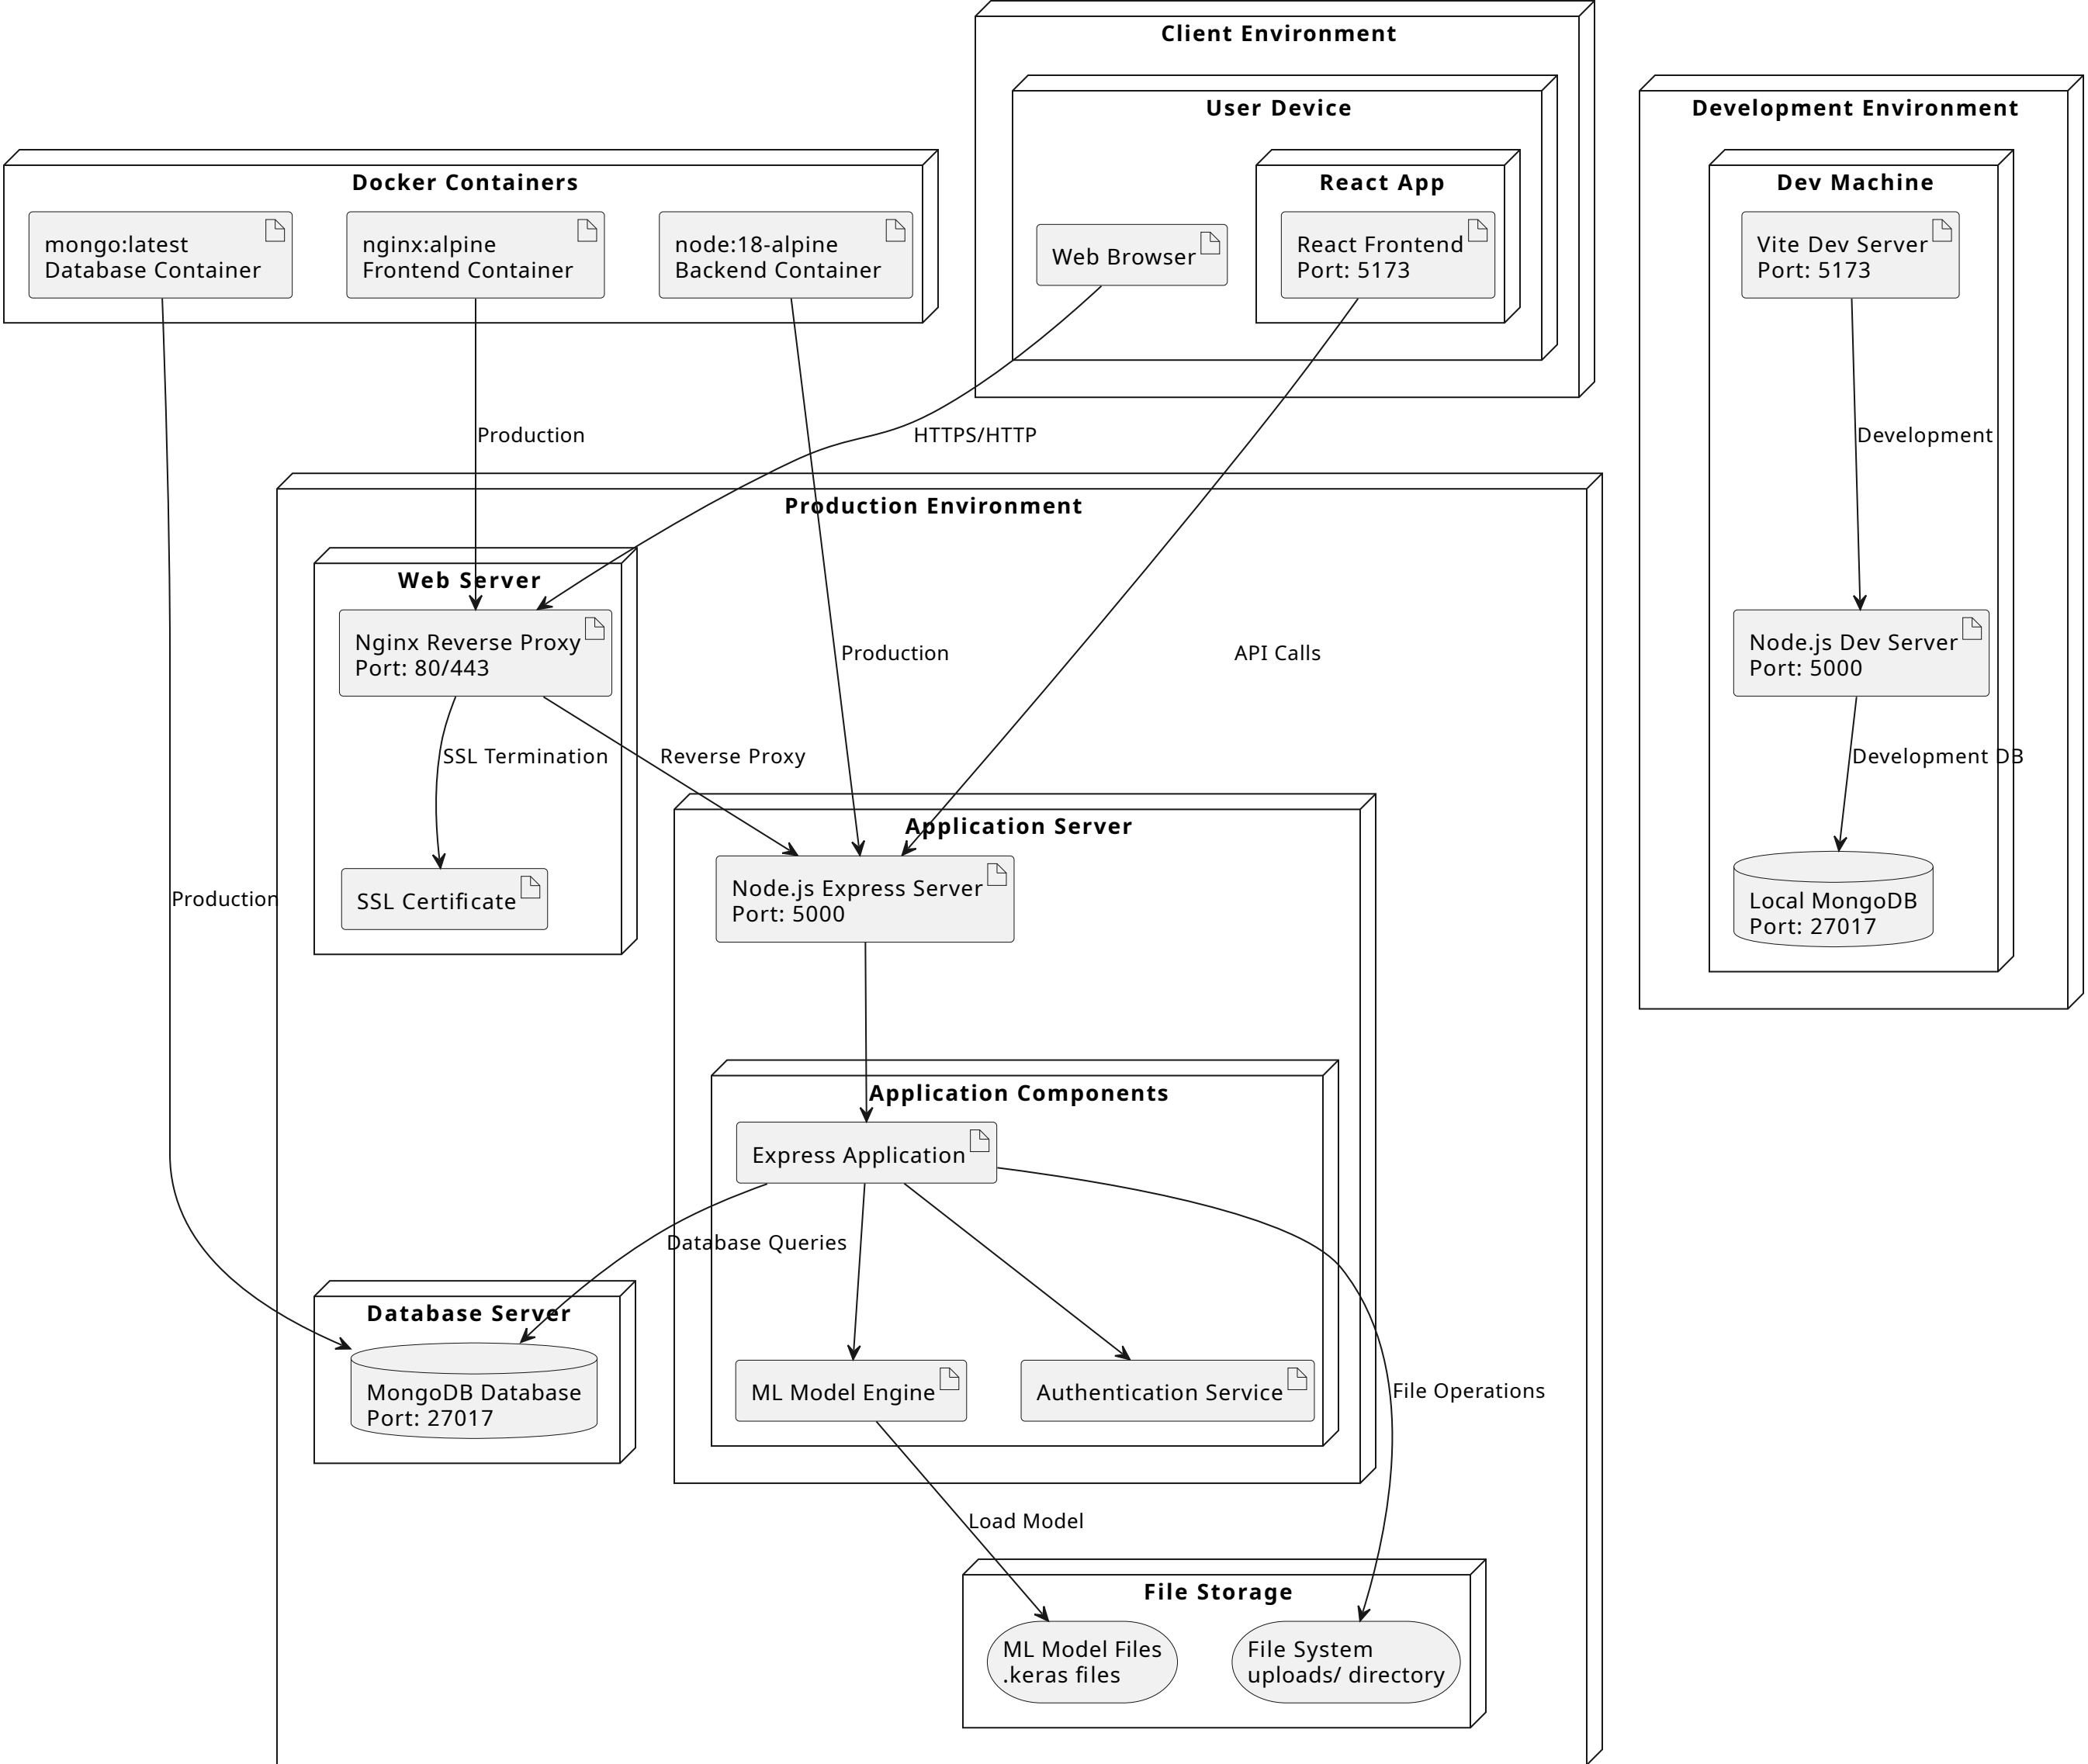 Client Environment
User Device
Development Environment
Docker Containers
React App
Dev Machine
mongo:latest
Database Container
nginx:alpine
Frontend Container
node:18-alpine
Backend Container
Web Browser
React Frontend
Port: 5173
Vite Dev Server
Port: 5173
Production
HTTPS/HTTP
Development
Production Environment
Web Server
Nginx Reverse Proxy
Port: 80/443
Production
API Calls
Node.js Dev Server
Port: 5000
SSL Termination
Reverse Proxy
Development DB
Application Server
Production
SSL Certificate
Node.js Express Server
Port: 5000
Local MongoDB
Port: 27017
Application Components
Express Application
Database Queries
Database Server
MongoDB Database
Port: 27017
ML Model Engine
Authentication Service
File Operations
Load Model
File Storage
ML Model Files
.keras files
File System
uploads/ directory